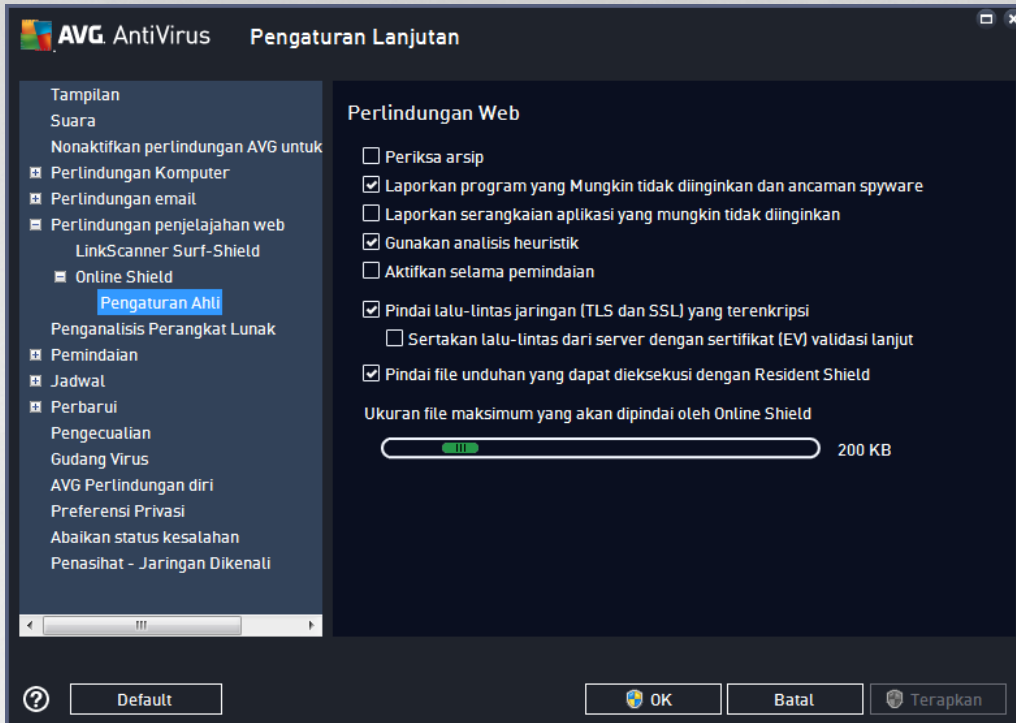 AVG. AntiVirus Pengaturan Lanjutan
Tampilan
Suara
Nonaktifkan perlindungan AVG untuk
Perlindungan Komputer
Perlindungan email
Perlindungan penjelajahan web
LinkScanner Surf-Shield
Online Shield
Pengaturan Ahli
Penganalisis Perangkat Lunak
Pemindaian
Jadwal
Perbarui
Pengecualian
Gudang Virus
AVG Perlindungan diri
Preferensi Privasi
Abaikan status kesalahan
Penasihat - Jaringan Dikenali
Perlindungan Web
Periksa arsip
Laporkan program yang Mungkin tidak diinginkan dan ancaman spyware
Laporkan serangkaian aplikasi yang mungkin tidak diinginkan
Gunakan analisis heuristik
Aktifkan selama pemindaian
Pindai lalu-lintas jaringan (TLS dan SSL) yang terenkripsi
Sertakan lalu-lintas dari server dengan sertifikat (EV) validasi lanjut
Pindai file unduhan yang dapat dieksekusi dengan Resident Shield
Ukuran file maksimum yang akan dipindai oleh Online Shield
200 KB
? Default OK Batal Terapkan